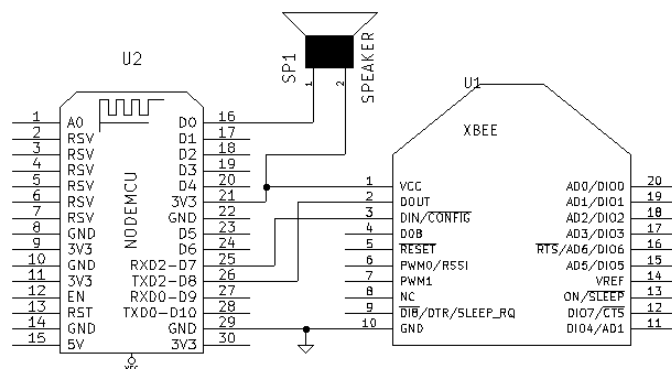 U2
SP1
SPEAKER
1
2
NODEMCU
1 A0 D0 16
2 RSV D1 17
3 RSV D2 18
4 RSV D3 19
5 RSV D4 20
6 RSV 3V3 21
7 RSV GND 22
8 GND D5 23
9 3V3 D6 24
10 GND RXD2-D7 25
11 3V3 TXD2-D8 26
12 EN RXD0-D9 27
13 RST TXD0-D10 28
14 GND GND 29
15 5V 3V3 30
U1
XBEE
1 VCC AD0/DIO0 20
2 DOUT AD1/DIO1 19
3 DIN/CONFIG AD2/DIO2 18
4 DO8 AD3/DIO3 17
5 RESET RTS/AD6/DIO6 16
6 PWM0/RSSI AD5/DIO5 15
7 PWM1 VREF 14
8 NC ON/SLEEP 13
9 DI8/DTR/SLEEP_RQ DIO7/CTS 12
10 GND DIO4/AD1 11